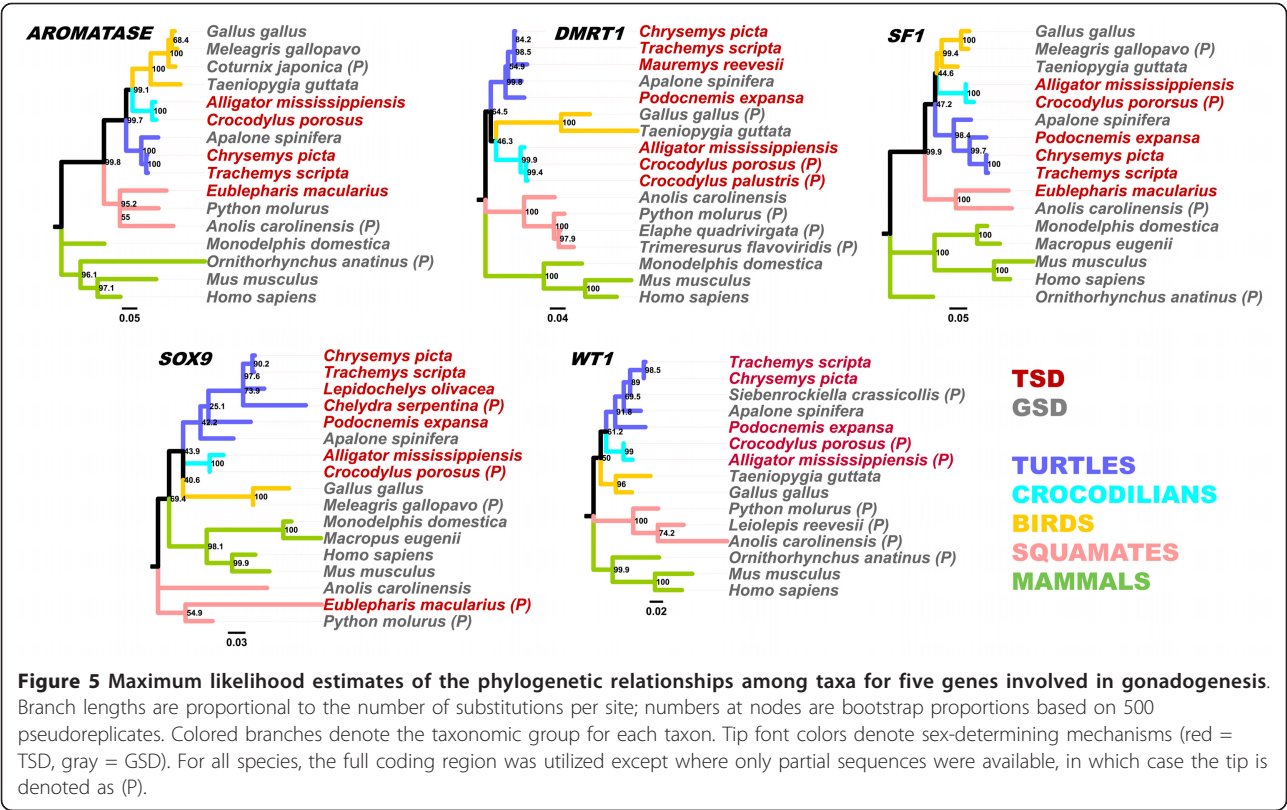 AROMATASE
Gallus gallus
68.4
Meleagris gallopavo
100
Coturnix japonica (P)
100
Taeniopygia guttata
99.1
Alligator mississippiensis
100
Crocodylus porosus
99.7
Apalone spinifera
100
Chrysemys picta
99.8
100
Trachemys scripta
Eublepharis macularius
95.2
Python molurus
55
Anolis carolinensis (P)
Monodelphis domestica
Ornithorhynchus anatinus (P)
96.1
Mus musculus
97.1
Homo sapiens
0.05
DMRT1
Chrysemys picta
84.2
Trachemys scripta
98.5
Mauremys reevesii
54.9
Apalone spinifera
99.8
Podocnemis expansa
Gallus gallus (P)
64.5
100
Taeniopygia guttata
46.3
Alligator mississippiensis
99.9
Crocodylus porosus (P)
99.4
Crocodylus palustris (P)
Anolis carolinensis
100
Python molurus (P)
Elaphe quadrivirgata (P)
97.9
Trimeresurus flavoviridis (P)
Monodelphis domestica
100
Mus musculus
100
Homo sapiens
0.04
SF1
Gallus gallus
100
Meleagris gallopavo (P)
99.4
Taeniopygia guttata
44.6
Alligator mississippiensis
100
Crocodylus pororsus (P)
47.2
Apalone spinifera
98.4
Podocnemis expansa
99.7
Chrysemys picta
99.9
100
Trachemys scripta
Eublepharis macularius
100
Anolis carolinensis (P)
Monodelphis domestica
100
Macropus eugenii
100
Mus musculus
100
Homo sapiens
Ornithorhynchus anatinus (P)
0.05
SOX9
Chrysemys picta
90.2
Trachemys scripta
97.6
Lepidochelys olivacea
73.9
Chelydra serpentina (P)
25.1
Podocnemis expansa
42.2
Apalone spinifera
43.9
Alligator mississippiensis
100
Crocodylus porosus (P)
40.6
Gallus gallus
69.4
100
Meleagris gallopavo (P)
Monodelphis domestica
100
Macropus eugenii
98.1
Homo sapiens
99.9
Mus musculus
Anolis carolinensis
Eublepharis macularius (P)
54.9
Python molurus (P)
0.03
WT1
Trachemys scripta
98.5
Chrysemys picta
89
Siebenrockiella crassicollis (P)
69.5
Apalone spinifera
91.8
Podocnemis expansa
61.2
Crocodylus porosus (P)
99
Alligator mississippiensis (P)
50
Taeniopygia guttata
96
Gallus gallus
Python molurus (P)
100
Leiolepis reevesii (P)
74.2
Anolis carolinensis (P)
Ornithorhynchus anatinus (P)
99.9
Mus musculus
100
Homo sapiens
0.02
TSD
GSD
TURTLES
CROCODILIANS
BIRDS
SQUAMATES
MAMMALS
Figure 5 Maximum likelihood estimates of the phylogenetic relationships among taxa for five genes involved in gonadogenesis.
Branch lengths are proportional to the number of substitutions per site; numbers at nodes are bootstrap proportions based on 500
pseudoreplicates. Colored branches denote the taxonomic group for each taxon. Tip font colors denote sex-determining mechanisms (red =
TSD, gray = GSD). For all species, the full coding region was utilized except where only partial sequences were available, in which case the tip is
denoted as (P).